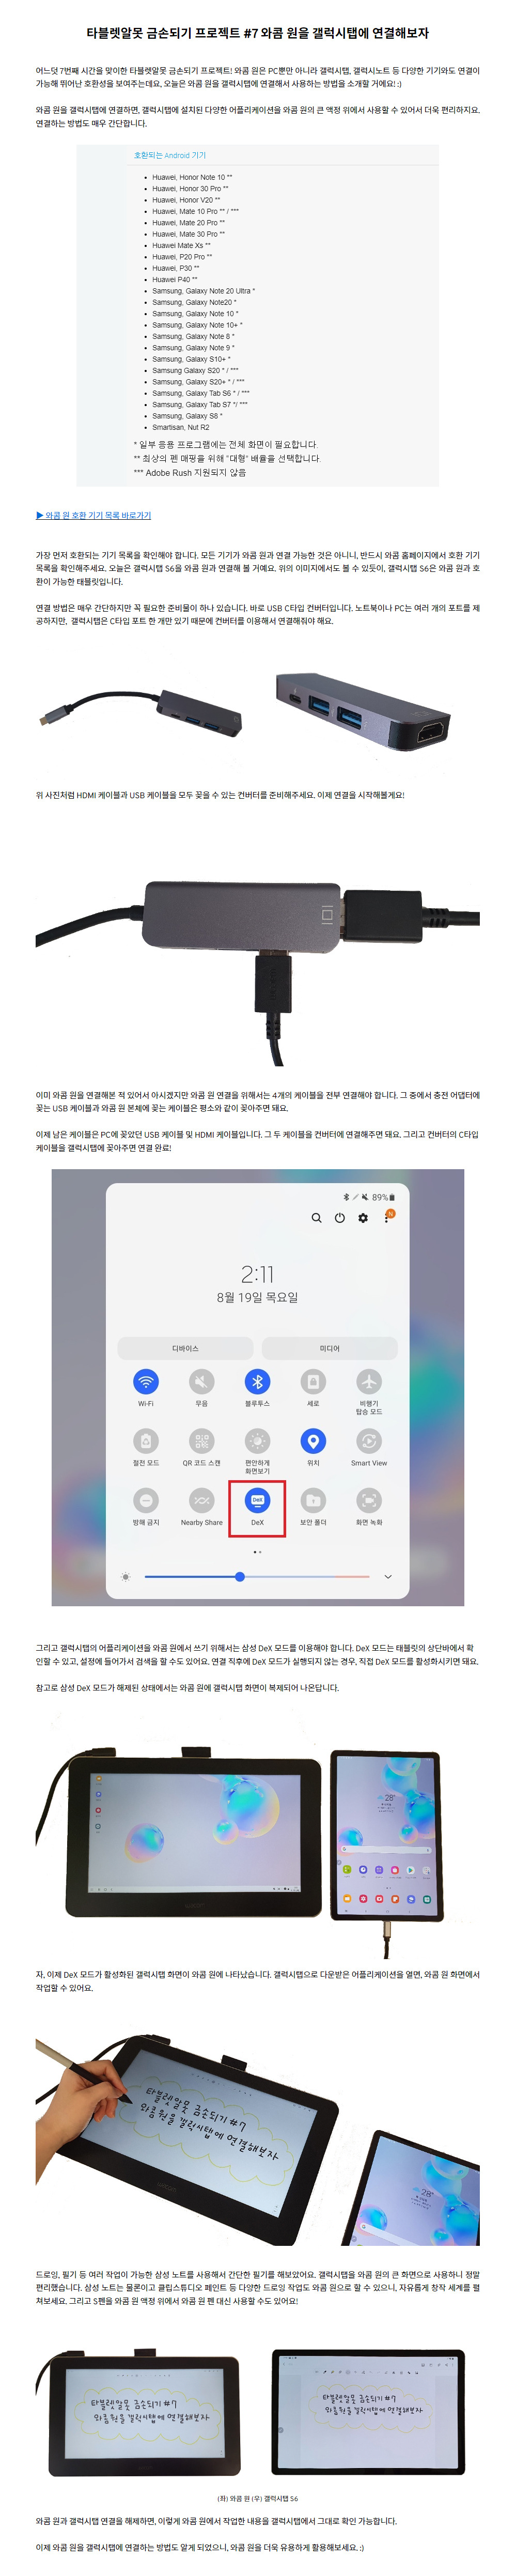 타블렛알못 금손되기 프로젝트 #7 와콤 원을 갤럭시탭에 연결해보자
어느덧 7번째 시간을 맞이한 타블렛알못 금손되기 프로젝트! 와콤 원은 PC뿐만 아니라 갤럭시탭, 갤럭시노트 등 다양한 기기와도 연결이
가능해 뛰어난 호환성을 보여주는데요, 오늘은 와콤 원을 갤럭시탭에 연결해서 사용하는 방법을 소개할 거예요! :)
와콤 원을 갤럭시탭에 연결하면, 갤럭시탭에 설치된 다양한 어플리케이션을 와콤 원의 큰 액정 위에서 사용할 수 있어서 더욱 편리하지요.
연결하는 방법도 매우 간단합니다.
호환되는 Android 기기
• Huawei, Honor Note 10 **
• Huawei, Honor 30 Pro **
• Huawei, Honor V20 **
• Huawei, Mate 10 Pro ** / ***
• Huawei, Mate 20 Pro **
• Huawei, Mate 30 Pro **
• Huawei Mate Xs **
• Huawei, P20 Pro **
• Huawei, P30 **
• Huawei P40 **
• Samsung, Galaxy Note 20 Ultra *
• Samsung, Galaxy Note20 *
• Samsung, Galaxy Note 10 *
• Samsung, Galaxy Note 10+ *
• Samsung, Galaxy Note 8 *
• Samsung, Galaxy Note 9 *
• Samsung, Galaxy S10+ *
• Samsung Galaxy S20 * / ***
• Samsung, Galaxy S20+ * / ***
• Samsung, Galaxy Tab S6 * / ***
• Samsung, Galaxy Tab S7 */ ***
• Samsung, Galaxy S8 *
• Smartisan, Nut R2
* 일부 응용 프로그램에는 전체 화면이 필요합니다.
** 최상의 펜 매핑을 위해 "대형" 배율을 선택합니다.
*** Adobe Rush 지원되지 않음
▶ 와콤 원 호환 기기 목록 바로가기
가장 먼저 호환되는 기기 목록을 확인해야 합니다. 모든 기기가 와콤 원과 연결 가능한 것은 아니니, 반드시 와콤 홈페이지에서 호환 기기
목록을 확인해주세요. 오늘은 갤럭시탭 S6을 와콤 원과 연결해 볼 거예요. 위의 이미지에서도 볼 수 있듯이, 갤럭시탭 S6은 와콤 원과 호
환이 가능한 태블릿입니다.
연결 방법은 매우 간단하지만 꼭 필요한 준비물이 하나 있습니다. 바로 USB C타입 컨버터입니다. 노트북이나 PC는 여러 개의 포트를 제
공하지만, 갤럭시탭은 C타입 포트 한 개만 있기 때문에 컨버터를 이용해서 연결해줘야 해요.
위 사진처럼 HDMI 케이블과 USB 케이블을 모두 꽂을 수 있는 컨버터를 준비해주세요. 이제 연결을 시작해볼게요!
이미 와콤 원을 연결해본 적 있어서 아시겠지만 와콤 원 연결을 위해서는 4개의 케이블을 전부 연결해야 합니다. 그 중에서 충전 어댑터에
꽂는 USB 케이블과 와콤 원 본체에 꽂는 케이블은 평소와 같이 꽂아주면 돼요.
이제 남은 케이블은 PC에 꽂았던 USB 케이블 및 HDMI 케이블입니다. 그 두 케이블을 컨버터에 연결해주면 돼요. 그리고 컨버터의 C타입
케이블을 갤럭시탭에 꽂아주면 연결 완료!
89%
N
2:11
8월 19일 목요일
디바이스 미디어
Wi-Fi 무음 블루투스 세로 비행기
탑승 모드
절전 모드 QR 코드 스캔 편안하게
화면보기 위치 Smart View
DeX
방해 금지 Nearby Share DeX 보안 폴더 화면 녹화
그리고 갤럭시탭의 어플리케이션을 와콤 원에서 쓰기 위해서는 삼성 DeX 모드를 이용해야 합니다. DeX 모드는 태블릿의 상단바에서 확
인할 수 있고, 설정에 들어가서 검색을 할 수도 있어요. 연결 직후에 DeX 모드가 실행되지 않는 경우, 직접 DeX 모드를 활성화시키면 돼요.
참고로 삼성 DeX 모드가 해제된 상태에서는 와콤 원에 갤럭시탭 화면이 복제되어 나온답니다.
28°
자, 이제 DeX 모드가 활성화된 갤럭시탭 화면이 와콤 원에 나타났습니다. 갤럭시탭으로 다운받은 어플리케이션을 열면, 와콤 원 화면에서
작업할 수 있어요.
타블렛알못 금손되기 #7
와콤원을 갤럭시탭에 연결해보자
28°
드로잉, 필기 등 여러 작업이 가능한 삼성 노트를 사용해서 간단한 필기를 해보았어요. 갤럭시탭을 와콤 원의 큰 화면으로 사용하니 정말
편리했습니다. 삼성 노트는 물론이고 클립스튜디오 페인트 등 다양한 드로잉 작업도 와콤 원으로 할 수 있으니, 자유롭게 창작 세계를 펼
쳐보세요. 그리고 S펜을 와콤 원 액정 위에서 와콤 원 펜 대신 사용할 수도 있어요!
타블렛알못 금손되기 #7
와콤원을 갤럭시탭에 연결해보자
타블렛알못 금손되기 #7
와콤원을 갤럭시탭에 연결해보자
(좌) 와콤 원 (우) 갤럭시탭 S6
와콤 원과 갤럭시탭 연결을 해제하면, 이렇게 와콤 원에서 작업한 내용을 갤럭시탭에서 그대로 확인 가능합니다.
이제 와콤 원을 갤럭시탭에 연결하는 방법도 알게 되었으니, 와콤 원을 더욱 유용하게 활용해보세요. :)